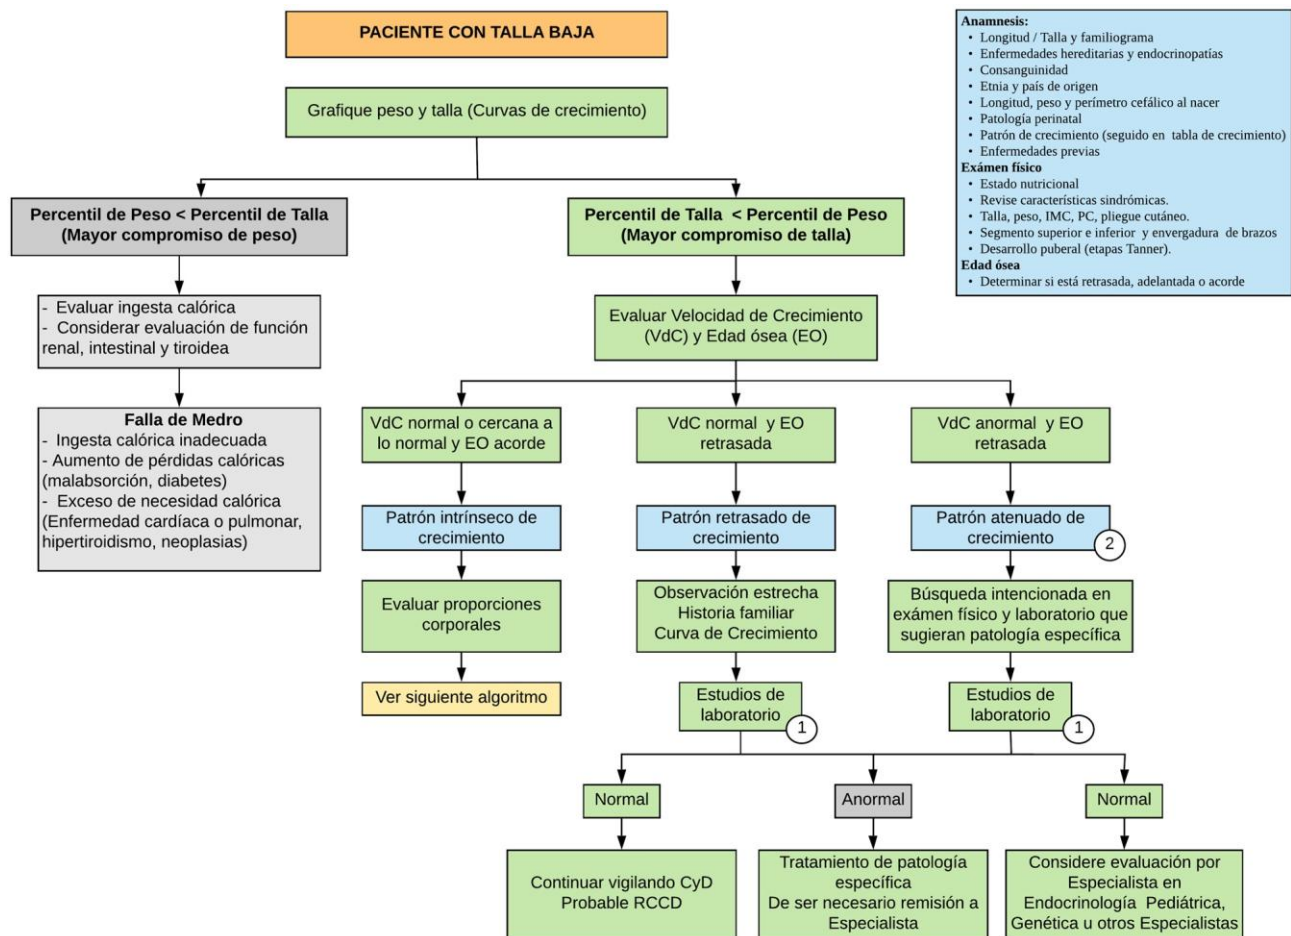 PACIENTE CON TALLA BAJA
Grafique peso y talla (Curvas de crecimiento)
Anamnesis:
• Longitud / Talla y familiograma
• Enfermedades hereditarias y endocrinopatías
• Consanguinidad
• Etnia y país de origen
• Longitud, peso y perímetro cefálico al nacer
• Patología perinatal
• Patrón de crecimiento (seguido en tabla de crecimiento)
• Enfermedades previas
Exámen físico
• Estado nutricional
• Revise características sindrómicas.
• Talla, peso, IMC, PC, pliegue cutáneo.
• Segmento superior e inferior y envergadura de brazos
• Desarrollo puberal (etapas Tanner).
Edad ósea
• Determinar si está retrasada, adelantada o acorde
Percentil de Peso < Percentil de Talla
(Mayor compromiso de peso)
- Evaluar ingesta calórica
- Considerar evaluación de función
renal, intestinal y tiroidea
Falla de Medro
- Ingesta calórica inadecuada
- Aumento de pérdidas calóricas
(malabsorción, diabetes)
- Exceso de necesidad calórica
(Enfermedad cardíaca o pulmonar,
hipertiroidismo, neoplasias)
Percentil de Talla < Percentil de Peso
(Mayor compromiso de talla)
Evaluar Velocidad de Crecimiento
(VdC) y Edad ósea (EO)
VdC normal o cercana a
lo normal y EO acorde
Patrón intrínseco de
crecimiento
Evaluar proporciones
corporales
Ver siguiente algoritmo
VdC normal y EO
retrasada
Patrón retrasado de
crecimiento
Observación estrecha
Historia familiar
Curva de Crecimiento
Estudios de
laboratorio
1
VdC anormal y EO
retrasada
Patrón atenuado de
crecimiento
2
Búsqueda intencionada en
exámen físico y laboratorio que
sugieran patología específica
Estudios de
laboratorio
1
Normal
Continuar vigilando CyD
Probable RCCD
Anormal
Tratamiento de patología
específica
De ser necesario remisión a
Especialista
Normal
Considere evaluación por
Especialista en
Endocrinología Pediátrica,
Genética u otros Especialistas